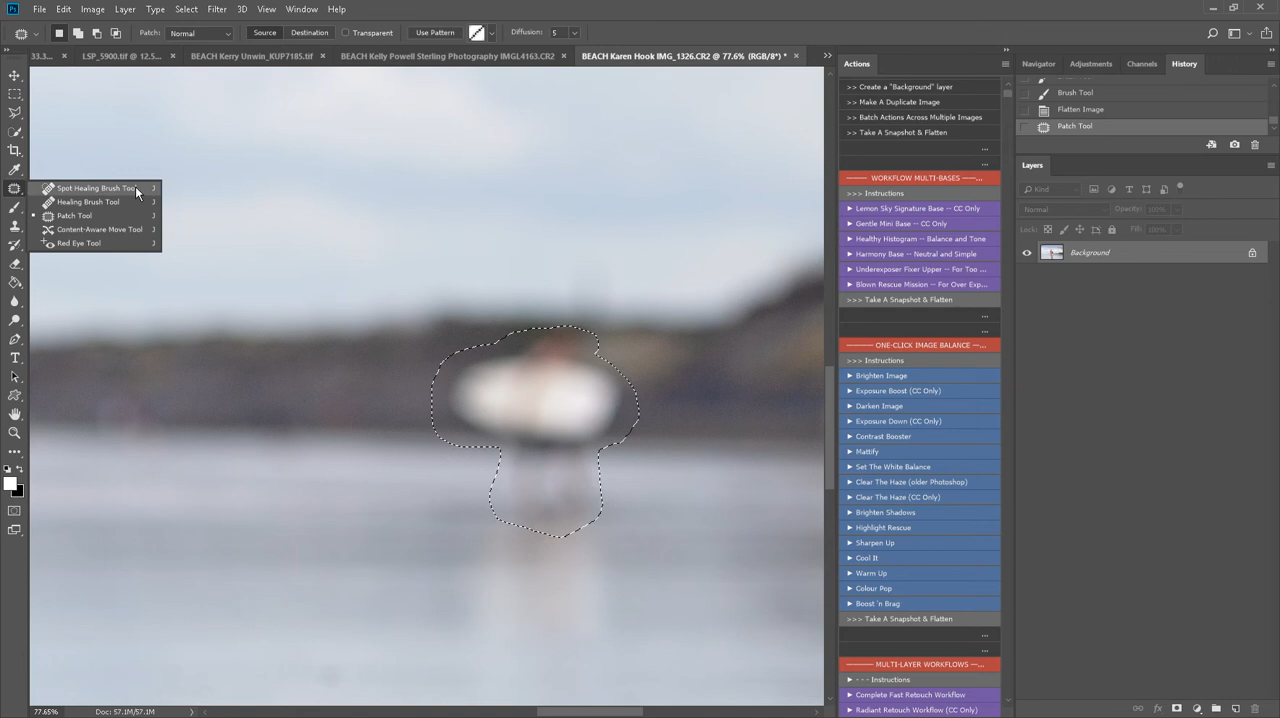 Ps File Edit Image Layer Type Select Filter 3D View Window Help
Patch: Normal Source Destination Transparent Use Pattern Diffusion: 5
33.3... × LSP_5900.tif @ 12.5... × BEACH Kerry Unwin_KUP7185.tif × BEACH Kelly Powell Sterling Photography IMGL4163.CR2 × BEACH Karen Hook IMG_1326.CR2 @ 77.6% (RGB/8*) * ×
Spot Healing Brush Tool J
Healing Brush Tool J
Patch Tool J
Content-Aware Move Tool J
Red Eye Tool J
77.65% Doc: 57.1M/57.1M
Actions
>> Create a "Background" layer
>> Make A Duplicate Image
>> Batch Actions Across Multiple Images
>> Take A Snapshot & Flatten
...
...
WORKFLOW MULTI-BASES ——...
>>> Instructions
Lemon Sky Signature Base -- CC Only
Gentle Mini Base -- CC Only
Healthy Histogram -- Balance and Tone
Harmony Base -- Neutral and Simple
Underexposer Fixer Upper -- For Too ...
Blown Rescue Mission -- For Over Exp...
>>> Take A Snapshot & Flatten
...
...
ONE-CLICK IMAGE BALANCE —...
>>> Instructions
Brighten Image
Exposure Boost (CC Only)
Darken Image
Exposure Down (CC Only)
Contrast Booster
Mattify
Set The White Balance
Clear The Haze (older Photoshop)
Clear The Haze (CC Only)
Brighten Shadows
Highlight Rescue
Sharpen Up
Cool It
Warm Up
Colour Pop
Boost 'n Brag
>>> Take A Snapshot & Flatten
...
...
MULTI-LAYER WORKFLOWS —...
- - - Instructions
Complete Fast Retouch Workflow
Radiant Retouch Workflow (CC Only)
Navigator Adjustments Channels History
Brush Tool
Flatten Image
Patch Tool
Layers
Kind
Normal Opacity: 100%
Lock: Fill: 100%
Background